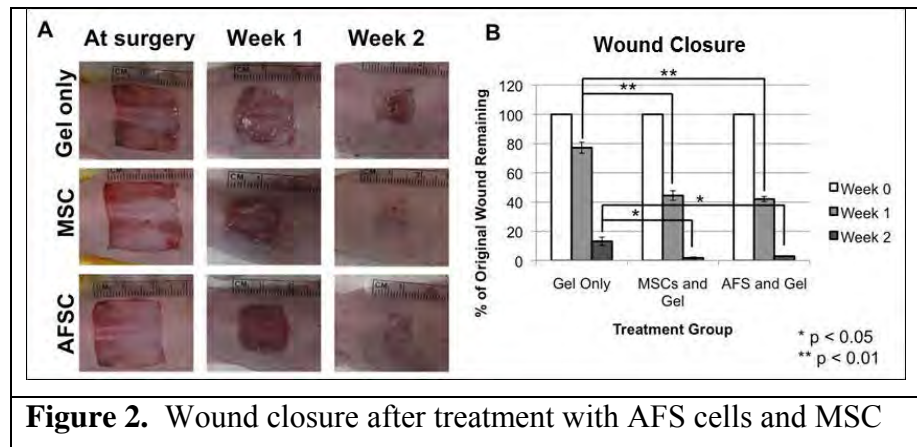 A
At surgery Week 1 Week 2
Gel only
MSC
AFSC
B
Wound Closure
% of Original Wound Remaining
120
100
80
60
40
20
0
**
**
*
*
Gel Only MSCs and Gel AFS and Gel
Treatment Group
Week 0
Week 1
Week 2
* p < 0.05
** p < 0.01
Figure 2. Wound closure after treatment with AFS cells and MSC